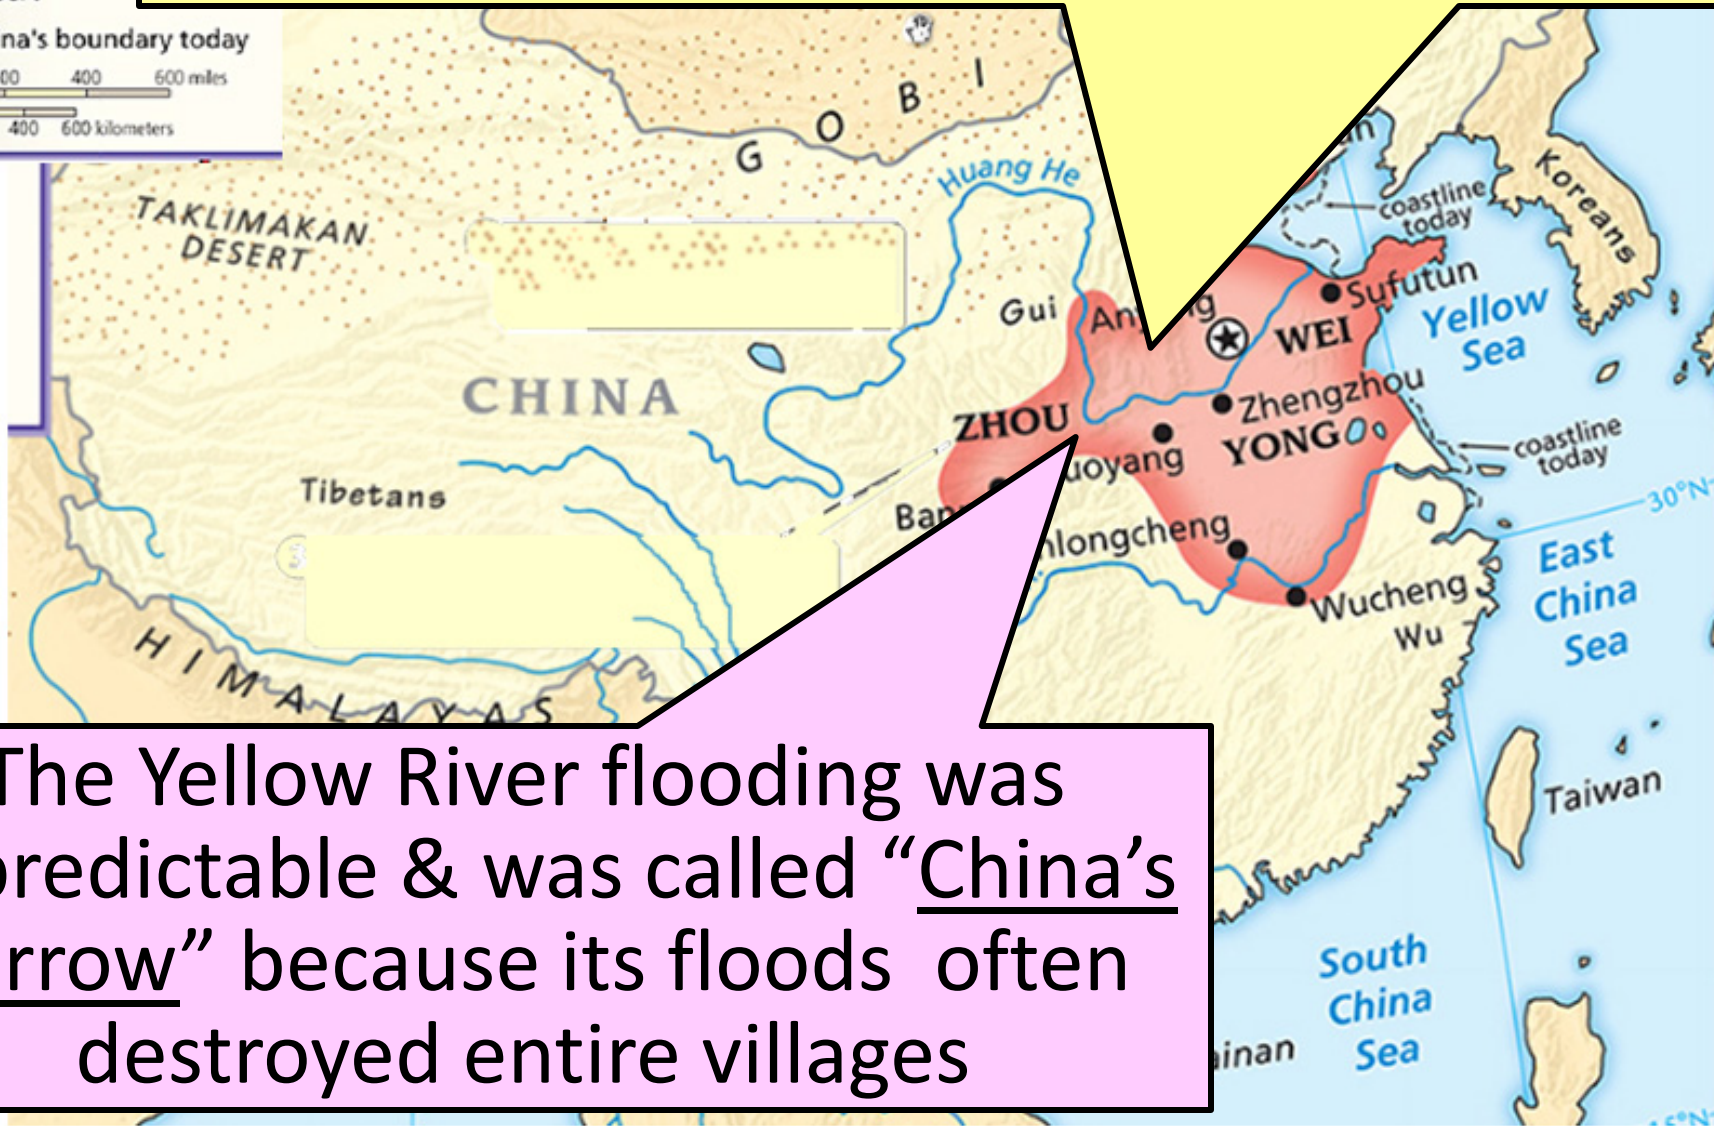 na's boundary today
400 600 miles
400 600 kilometers
GOBI
Huang He
TAKLIMAKAN
DESERT
coastline
today
Koreans
Gui
Sufutun
Yellow
Sea
WEI
CHINA
ZHOU
Zhengzhou
YONG
uoyang
coastline
today
Tibetans
30°N
nlongcheng
East
China
Sea
Wucheng
Wu
HIMALAYAS
The Yellow River flooding was
predictable & was called “China’s
rrow” because its floods often
destroyed entire villages
Taiwan
South
China
Sea
ainan